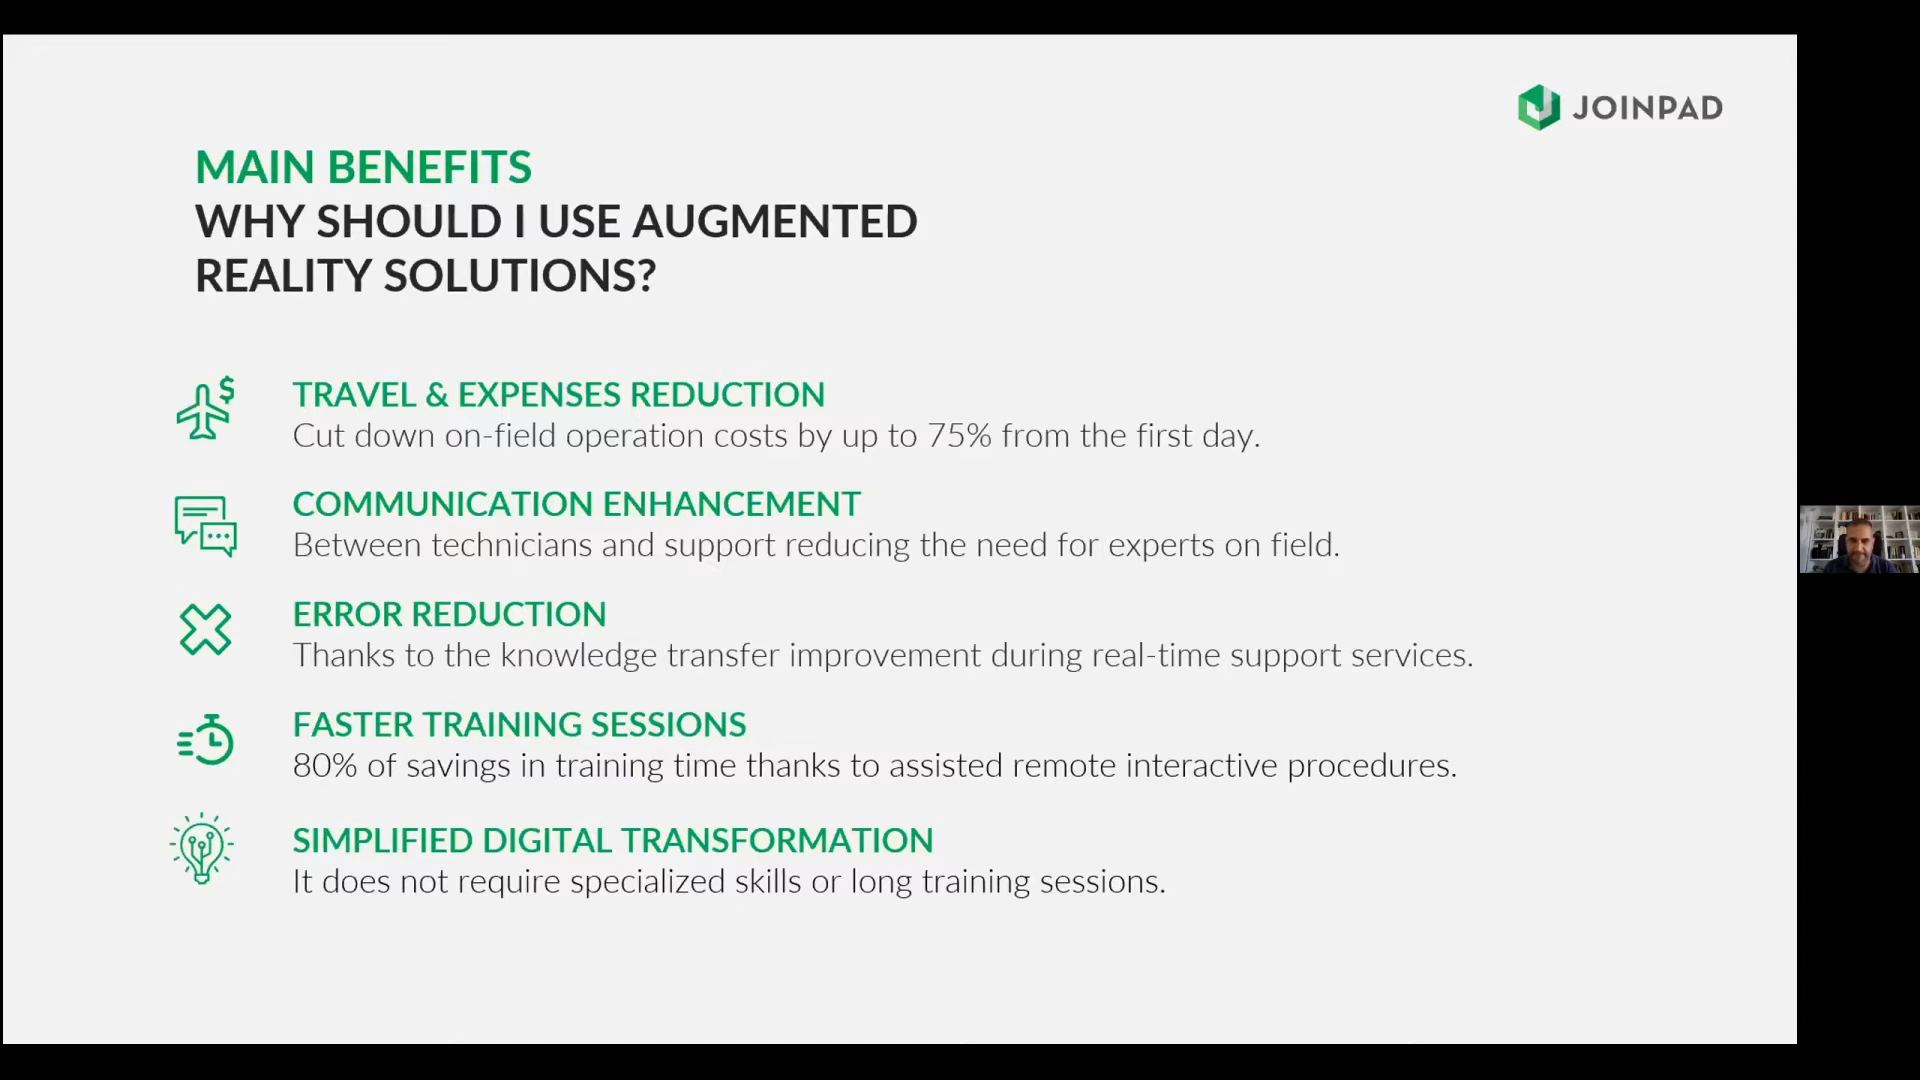 JOINPAD
MAIN BENEFITS
WHY SHOULD I USE AUGMENTED
REALITY SOLUTIONS?
TRAVEL & EXPENSES REDUCTION
Cut down on-field operation costs by up to 75% from the first day.
COMMUNICATION ENHANCEMENT
Between technicians and support reducing the need for experts on field.
ERROR REDUCTION
Thanks to the knowledge transfer improvement during real-time support services.
FASTER TRAINING SESSIONS
80% of savings in training time thanks to assisted remote interactive procedures.
SIMPLIFIED DIGITAL TRANSFORMATION
It does not require specialized skills or long training sessions.